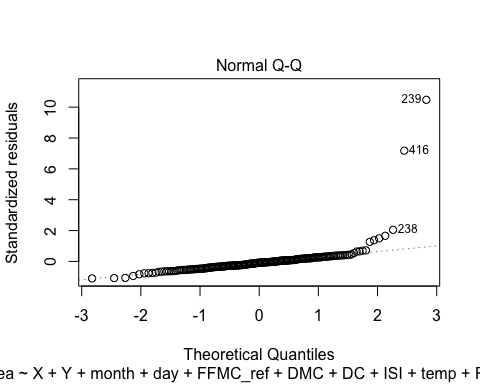 Normal Q-Q
Standardized residuals
10
8
6
4
2
0
239
416
238
-3 -2 -1 0 1 2 3
Theoretical Quantiles
ea ~ X + Y + month + day + FFMC_ref + DMC + DC + ISI + temp + F